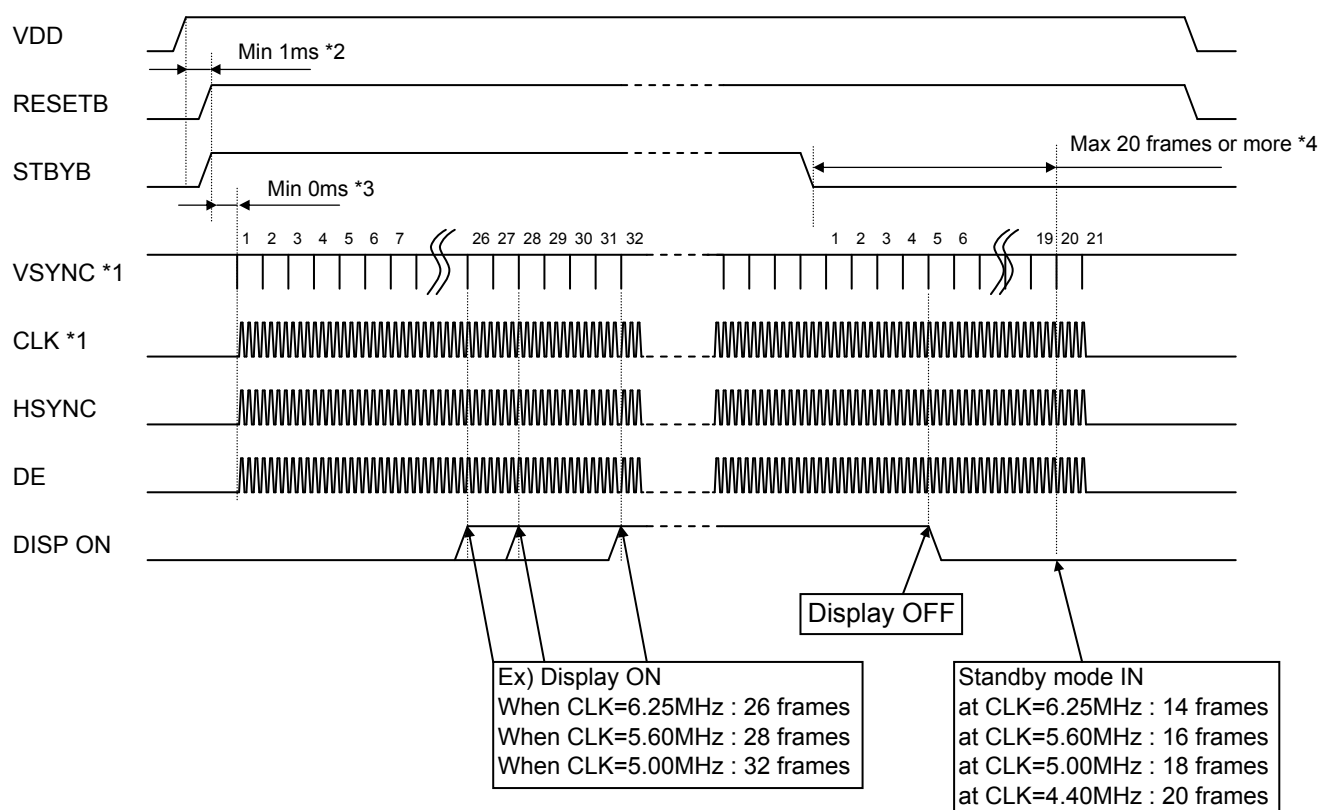 VDD
Min 1ms *2
RESETB
Max 20 frames or more *4
STBYB
Min 0ms *3
1 2 3 4 5 6 7 26 27 28 29 30 31 32 1 2 3 4 5 6 19 20 21
VSYNC *1
CLK *1
HSYNC
DE
DISP ON
Display OFF
Ex) Display ON
When CLK=6.25MHz : 26 frames
When CLK=5.60MHz : 28 frames
When CLK=5.00MHz : 32 frames
Standby mode IN
at CLK=6.25MHz : 14 frames
at CLK=5.60MHz : 16 frames
at CLK=5.00MHz : 18 frames
at CLK=4.40MHz : 20 frames